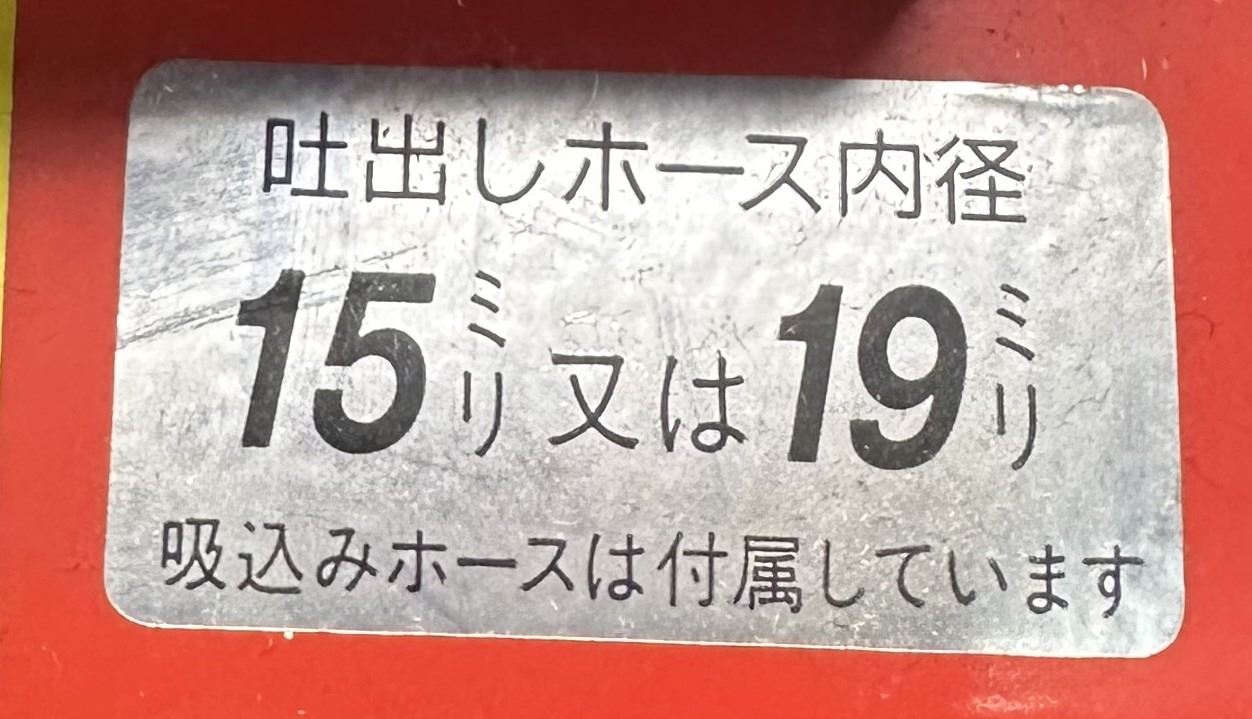 吐出しホース内径
15ミリ又は19ミリ
吸込みホースは付属しています